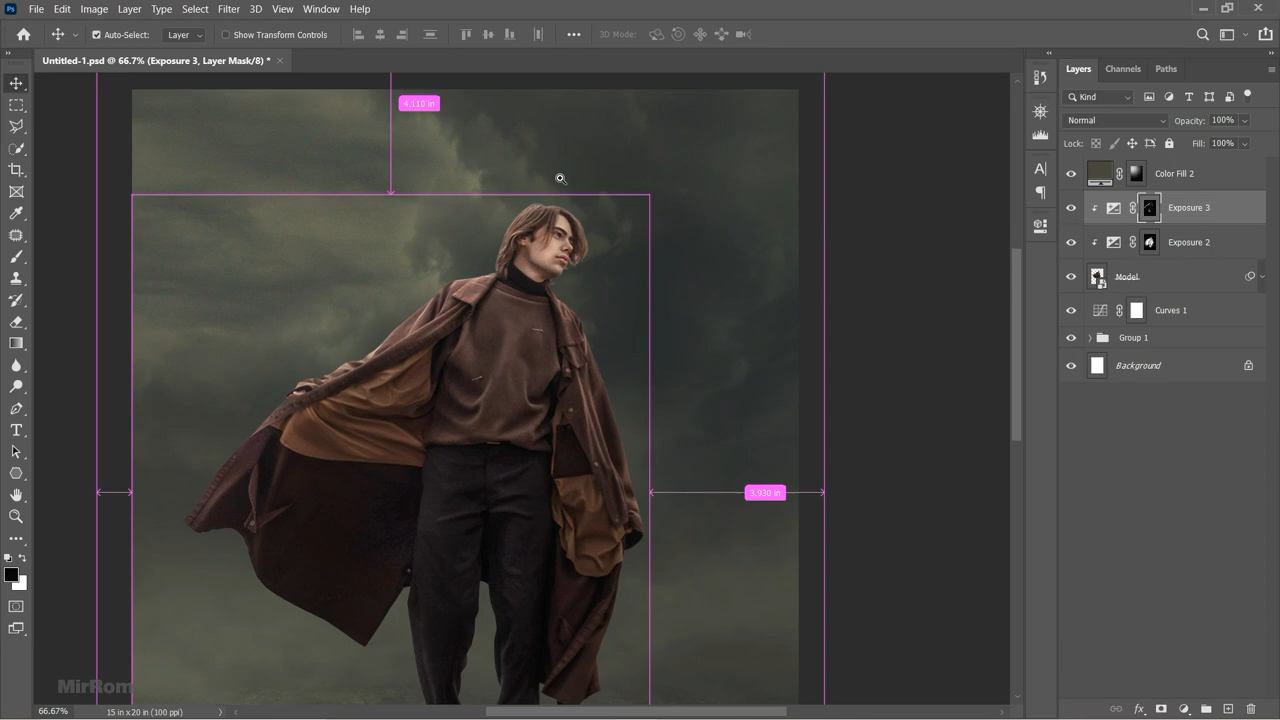 Ps File Edit Image Layer Type Select Filter 3D View Window Help
Auto-Select: Layer Show Transform Controls 3D Mode:
Untitled-1.psd @ 66.7% (Exposure 3, Layer Mask/8) *
4.110 in
3.930 in
MirRom
66.67% 15 in x 20 in (100 ppi)
Layers Channels Paths
Kind
Normal Opacity: 100%
Lock: Fill: 100%
Color Fill 2
Exposure 3
Exposure 2
Model
Curves 1
Group 1
Background